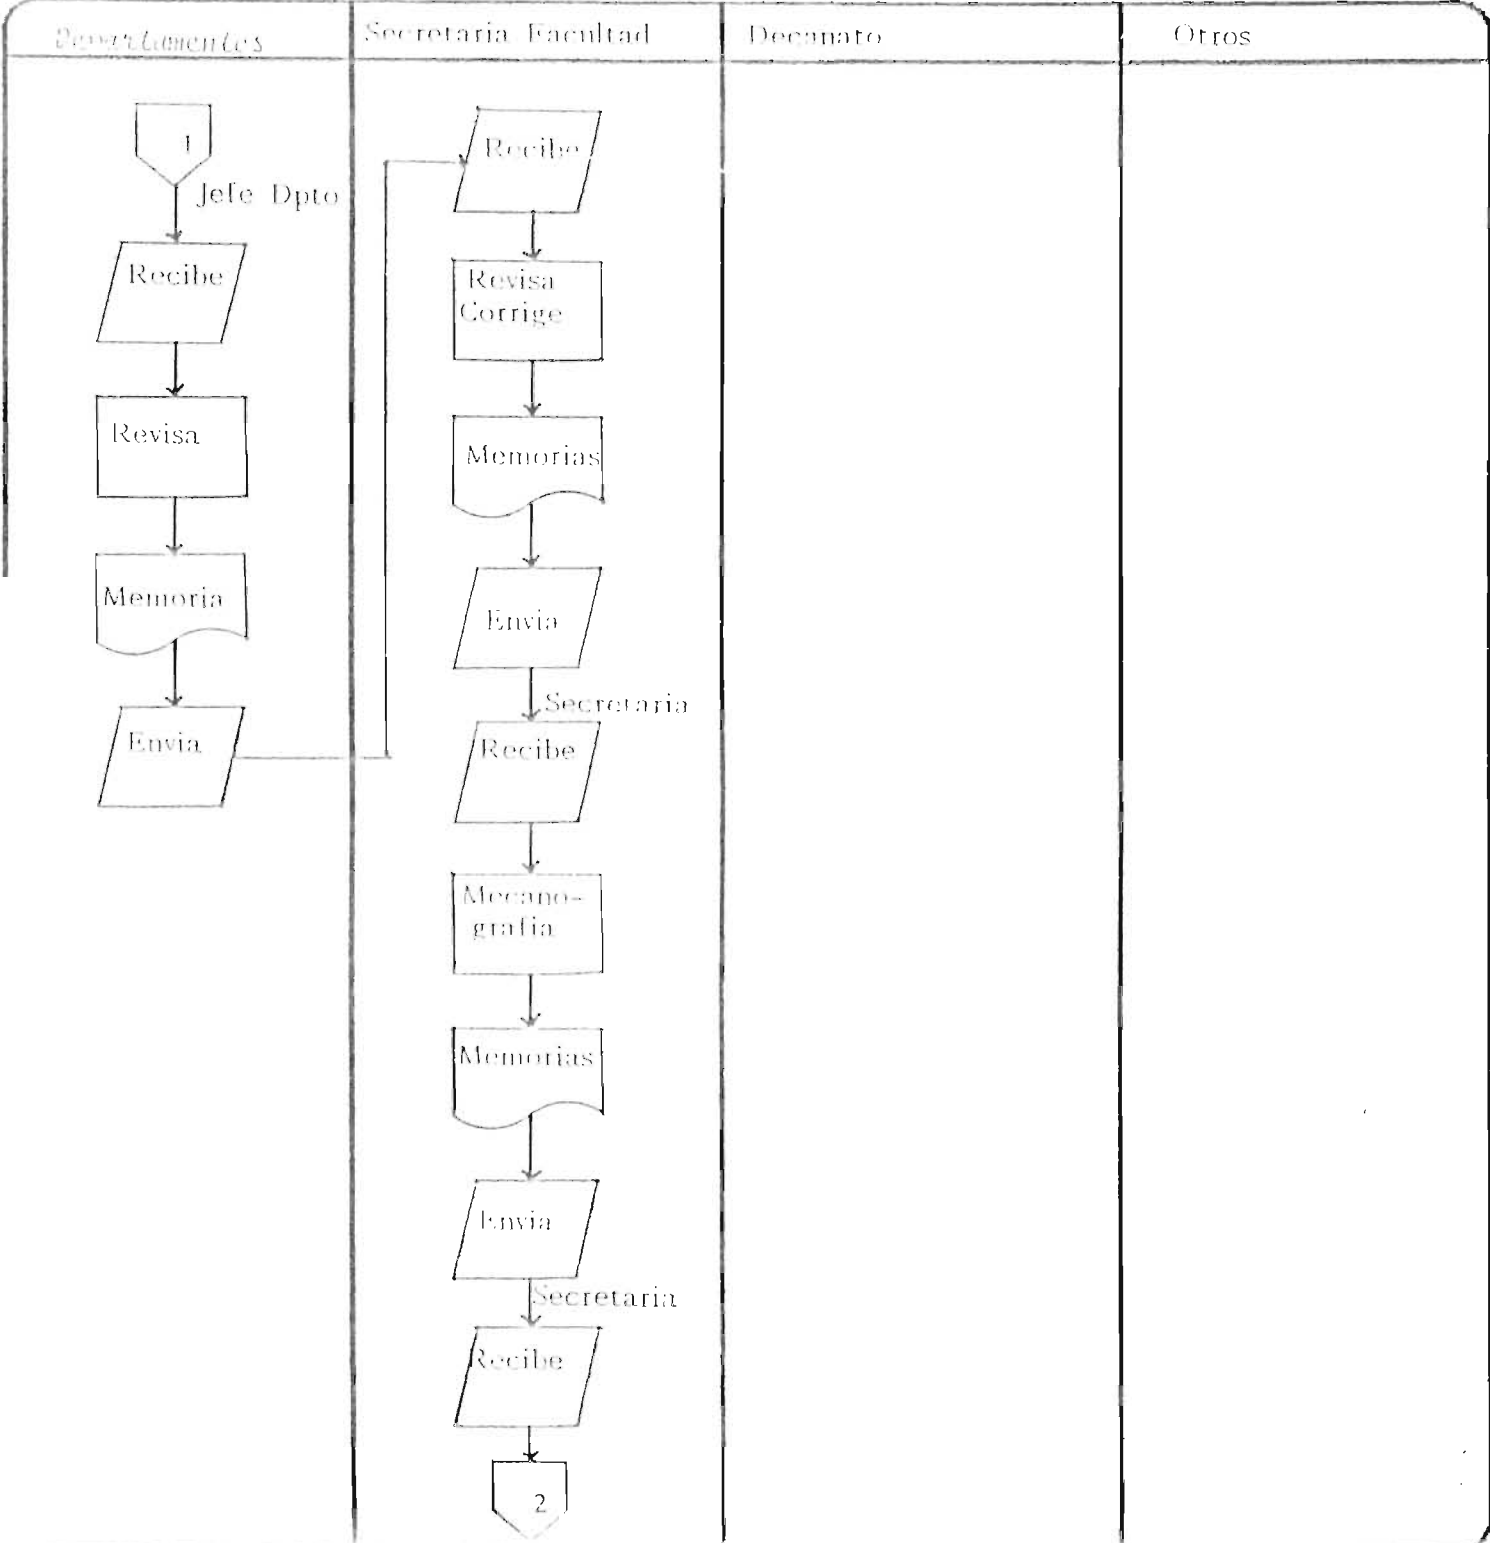 Departamentos
Secretaria Facultad
Decanato
Otros
1
Jefe Dpto
Recibe
Revisa
Memoria
Envia
Recibe
Revisa
Corrige
Memorias
Envia
Secretaria
Recibe
Mecano-
grafia
Memorias
Envia
Secretaria
Recibe
2